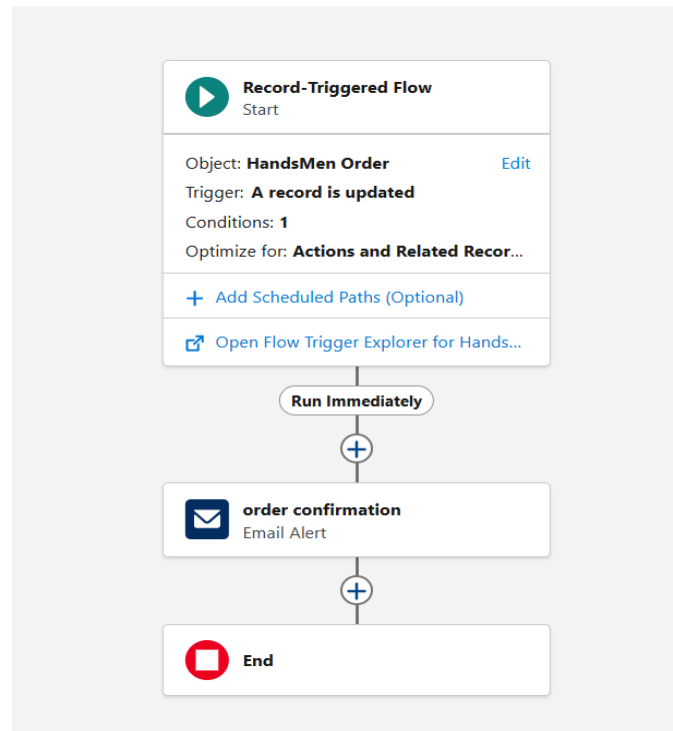 Record-Triggered Flow
Start
Object: HandsMen Order Edit
Trigger: A record is updated
Conditions: 1
Optimize for: Actions and Related Recor...
+ Add Scheduled Paths (Optional)
Open Flow Trigger Explorer for Hands...
Run Immediately
order confirmation
Email Alert
End